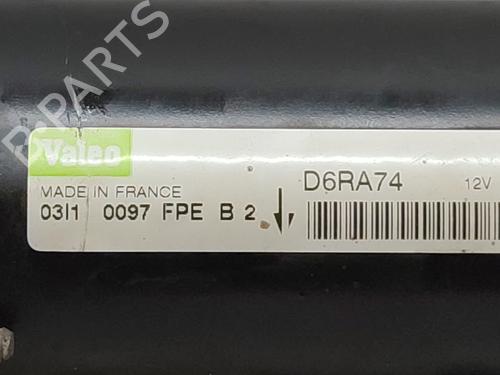 B-PARTS
Valeo
MADE IN FRANCE
03I1 0097 FPE B 2
D6RA74 12V